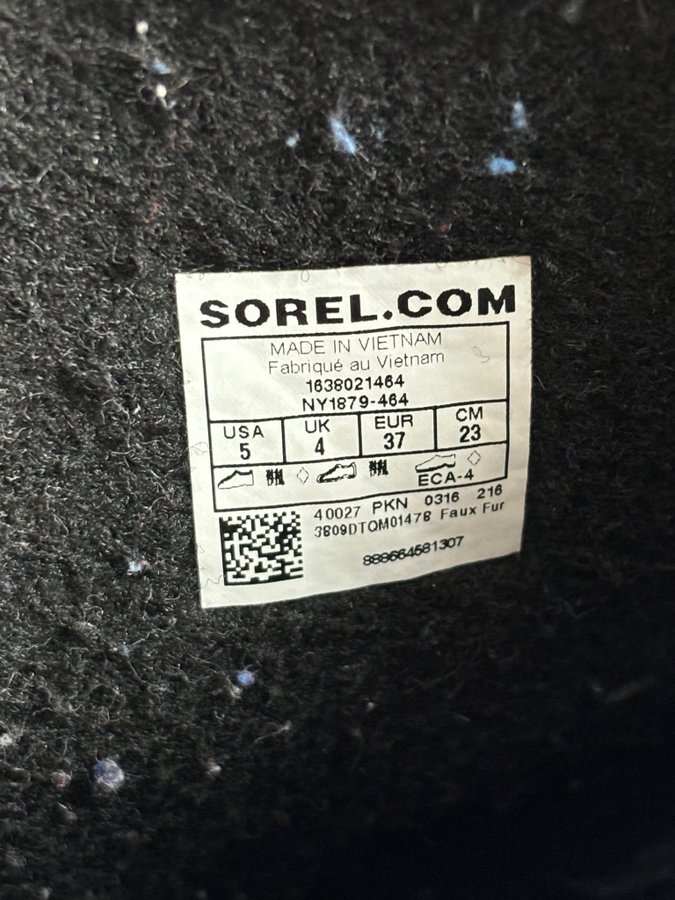 SOREL.COM
MADE IN VIETNAM
Fabriqué au Vietnam
1638021464
NY1879-464
USA UK EUR CM
5 4 37 23
ECA-4
40027 PKN 0316 216
3809DTQM01478 Faux Fur
888664581307